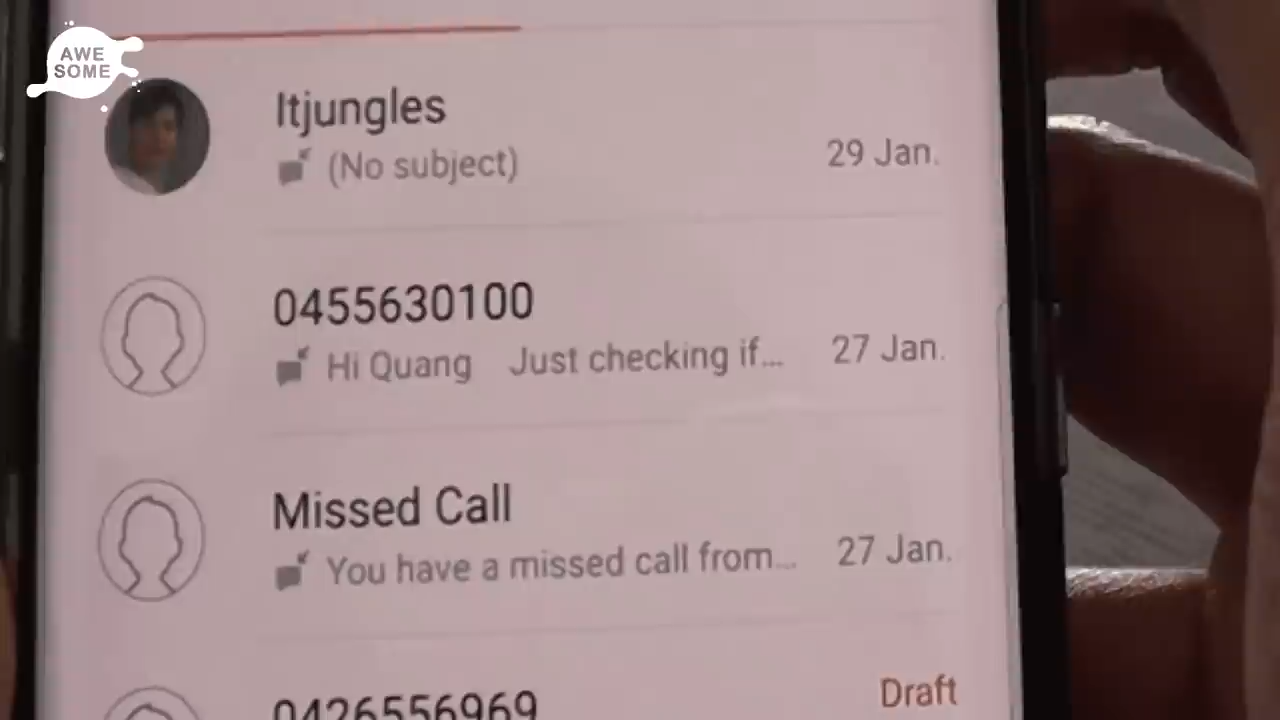 AWE
SOME
Itjungles
(No subject)
29 Jan.
0455630100
Hi Quang Just checking if...
27 Jan.
Missed Call
You have a missed call from...
27 Jan.
0426556969
Draft